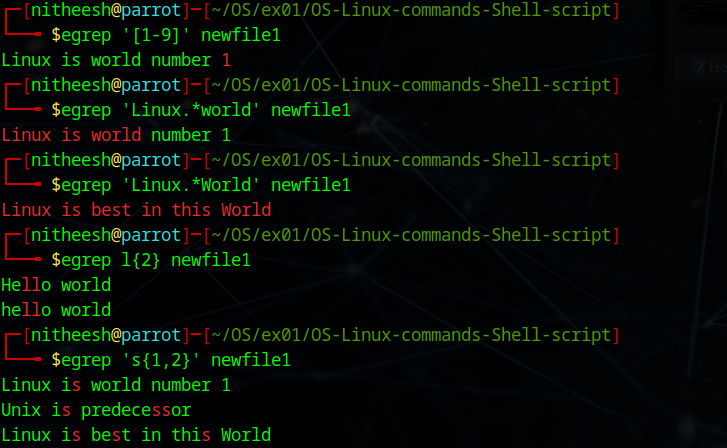 ┌─[nitheesh@parrot]─[~/OS/ex01/OS-Linux-commands-Shell-script]
└──╼ $egrep '[1-9]' newfile1
Linux is world number 1
┌─[nitheesh@parrot]─[~/OS/ex01/OS-Linux-commands-Shell-script]
└──╼ $egrep 'Linux.*world' newfile1
Linux is world number 1
┌─[nitheesh@parrot]─[~/OS/ex01/OS-Linux-commands-Shell-script]
└──╼ $egrep 'Linux.*World' newfile1
Linux is best in this World
┌─[nitheesh@parrot]─[~/OS/ex01/OS-Linux-commands-Shell-script]
└──╼ $egrep l{2} newfile1
Hello world
hello world
┌─[nitheesh@parrot]─[~/OS/ex01/OS-Linux-commands-Shell-script]
└──╼ $egrep 's{1,2}' newfile1
Linux is world number 1
Unix is predecessor
Linux is best in this World